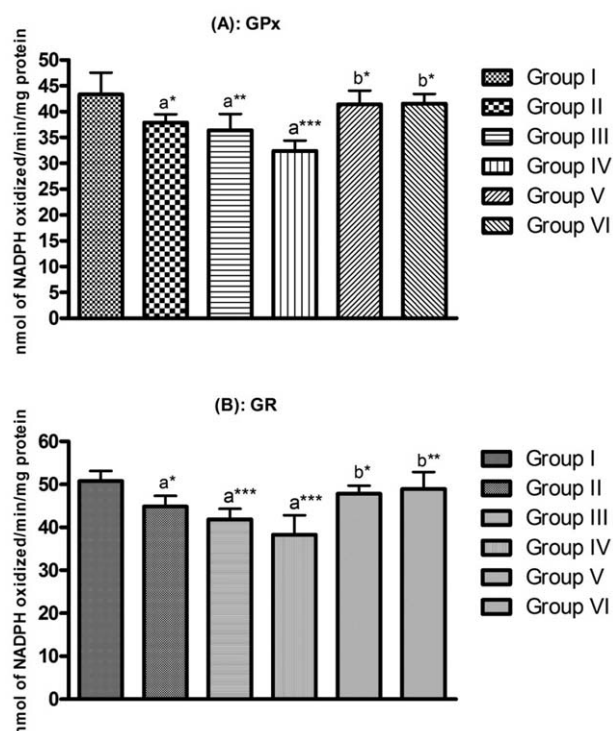 (A): GPx
nmol of NADPH oxidized/min/mg protein
50
45
40
35
30
25
20
15
10
5
0
a*
a**
a***
b*
b*
Group I
Group II
Group III
Group IV
Group V
Group VI
(B): GR
nmol of NADPH oxidized/min/mg protein
60
50
40
30
20
10
0
a*
a***
a***
b*
b**
Group I
Group II
Group III
Group IV
Group V
Group VI